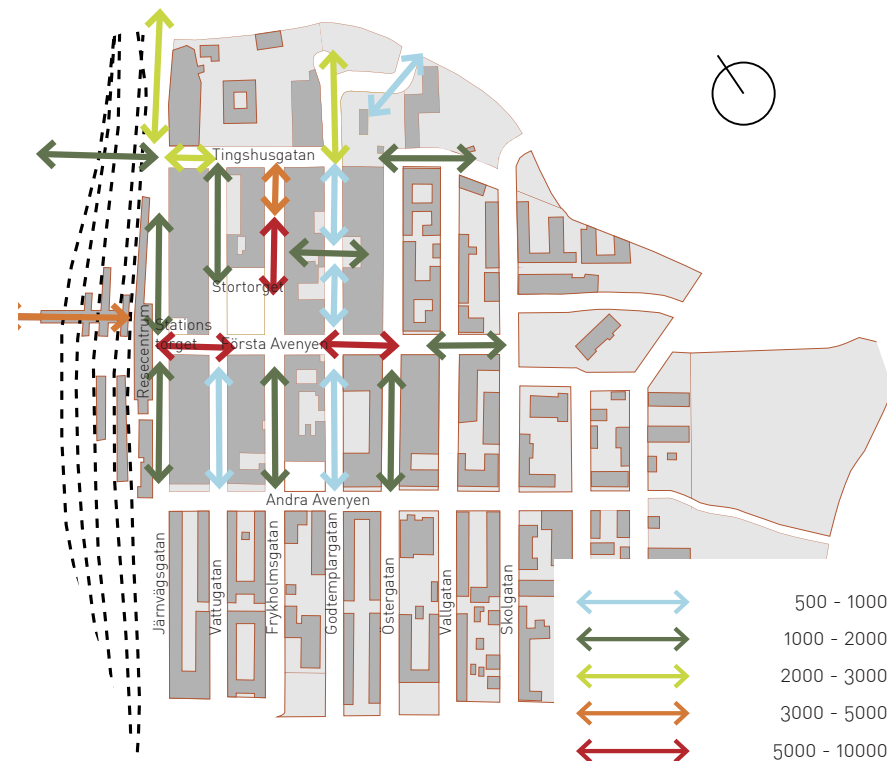 Tingshusgatan
Stortorget
Stations
torget
Första Avenyen
Resecentrum
Andra Avenyen
Järnvägsgatan
Vattugatan
Frykholmsgatan
Godtemplargatan
Östergatan
Vallgatan
Skolgatan
500 - 1000
1000 - 2000
2000 - 3000
3000 - 5000
5000 - 10000